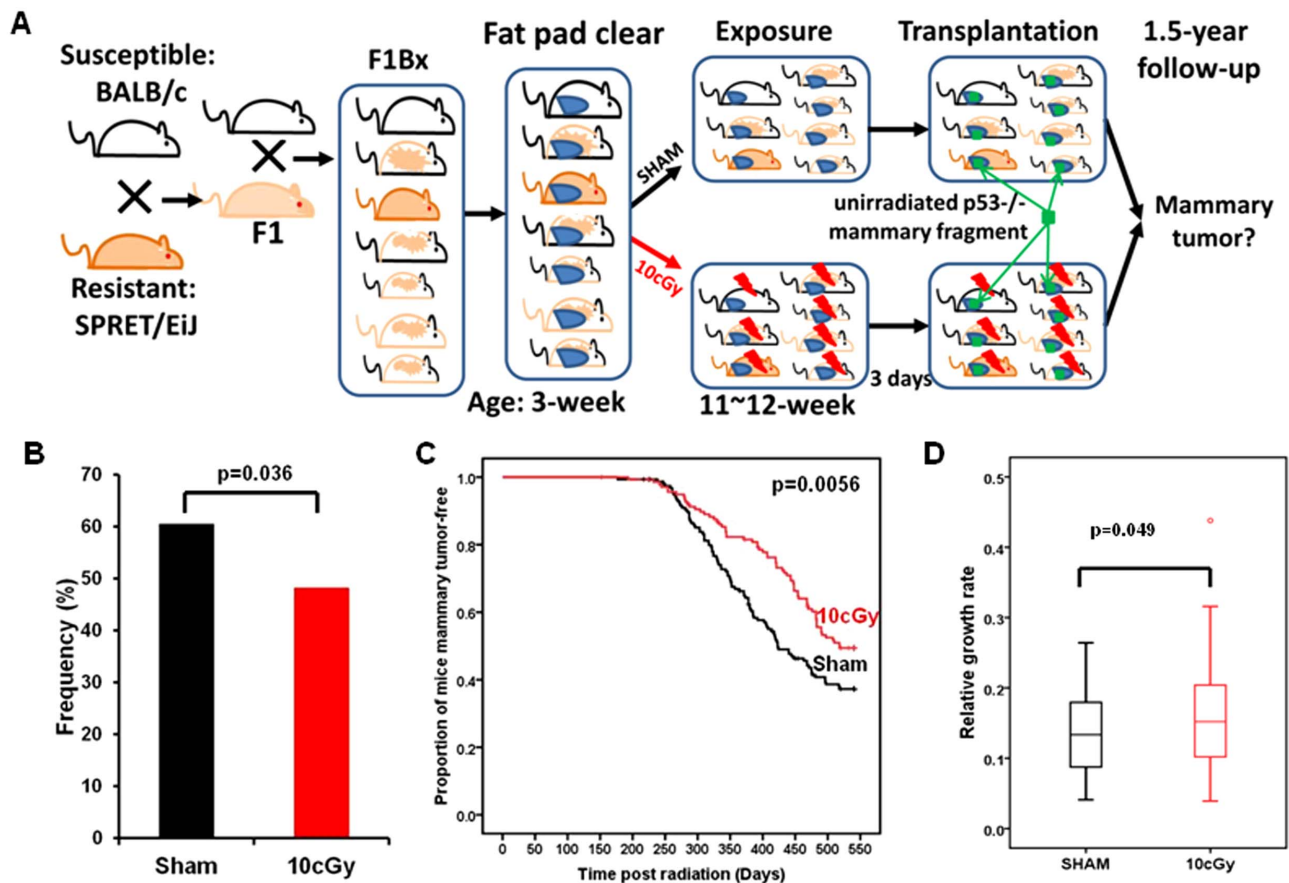 A
Susceptible:
BALB/c
F1
Resistant:
SPRET/EiJ
F1Bx
Fat pad clear
Age: 3-week
SHAM
10cGy
Exposure
11~12-week
3 days
Transplantation
unirradiated p53-/-
mammary fragment
1.5-year
follow-up
Mammary
tumor?
B
p=0.036
Frequency (%)
70
60
50
40
30
20
10
0
Sham
10cGy
C
p=0.0056
Proportion of mice mammary tumor-free
1.0
0.8
0.6
0.4
0.2
0.0
10cGy
Sham
0 50 100 150 200 250 300 350 400 450 500 550
Time post radiation (Days)
D
p=0.049
Relative growth rate
0.5
0.4
0.3
0.2
0.1
0.0
SHAM
10cGy